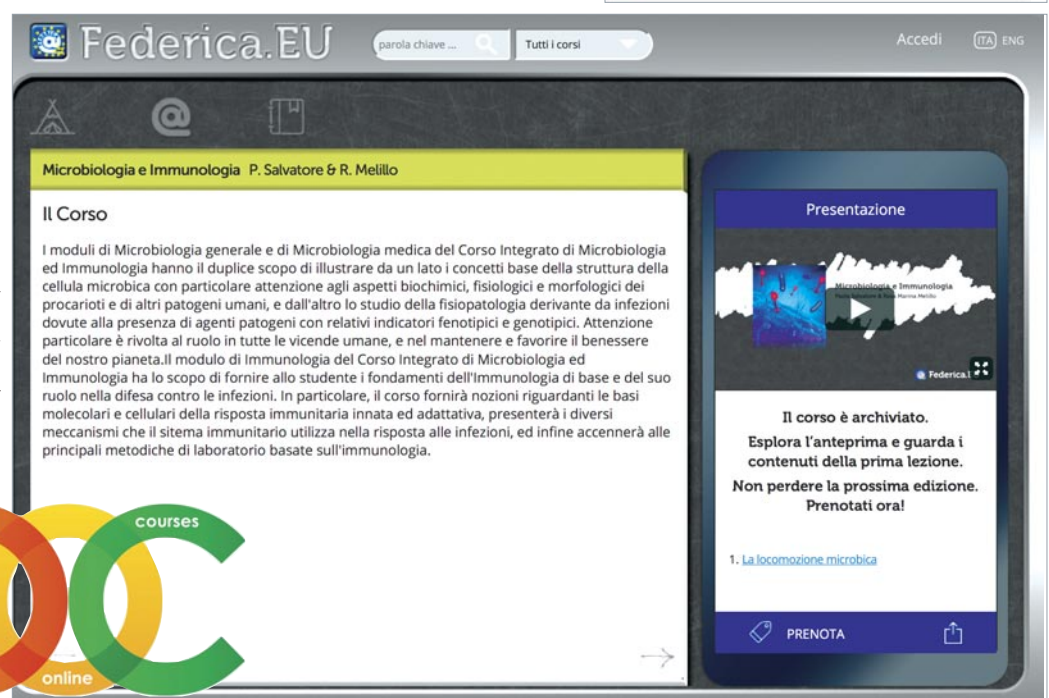 Federica.EU
parola chiave ...
Tutti i corsi
Accedi
ITA ENG
Microbiologia e Immunologia P. Salvatore & R. Melillo
Il Corso
I moduli di Microbiologia generale e di Microbiologia medica del Corso Integrato di Microbiologia
ed Immunologia hanno il duplice scopo di illustrare da un lato i concetti base della struttura della
cellula microbica con particolare attenzione agli aspetti biochimici, fisiologici e morfologici dei
procarioti e di altri patogeni umani, e dall'altro lo studio della fisiopatologia derivante da infezioni
dovute alla presenza di agenti patogeni con relativi indicatori fenotipici e genotipici. Attenzione
particolare è rivolta al ruolo in tutte le vicende umane, e nel mantenere e favorire il benessere
del nostro pianeta.Il modulo di Immunologia del Corso Integrato di Microbiologia ed
Immunologia ha lo scopo di fornire allo studente i fondamenti dell'Immunologia di base e del suo
ruolo nella difesa contro le infezioni. In particolare, il corso fornirà nozioni riguardanti le basi
molecolari e cellulari della risposta immunitaria innata ed adattativa, presenterà i diversi
meccanismi che il sitema immunitario utilizza nella risposta alle infezioni, ed infine accennerà alle
principali metodiche di laboratorio basate sull'immunologia.
courses
online
Presentazione
Microbiologia e Immunologia
Paola Salvatore & Rosa Marina Melillo
Federica.
Il corso è archiviato.
Esplora l'anteprima e guarda i
contenuti della prima lezione.
Non perdere la prossima edizione.
Prenotati ora!
1. La locomozione microbica
PRENOTA